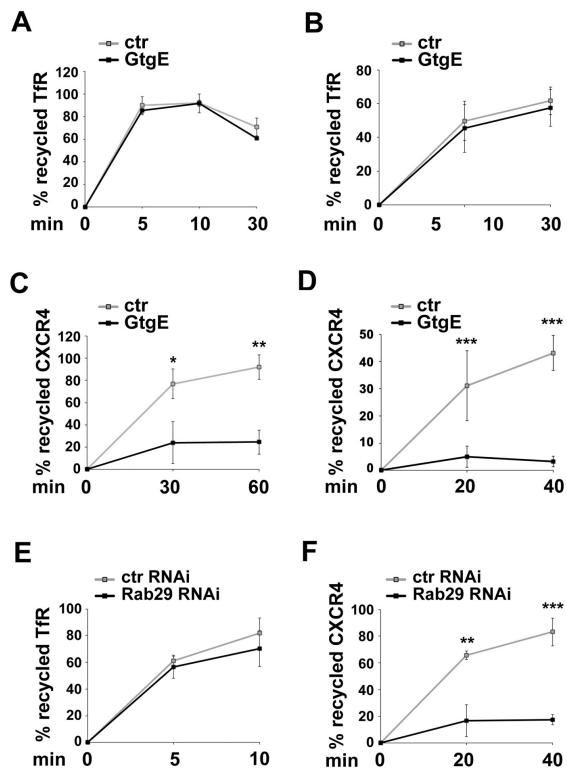 A
ctr
GtgE
% recycled TfR
120
100
80
60
40
20
0
min 0 5 10 30
B
ctr
GtgE
% recycled TfR
80
60
40
20
0
min 0 5 10 30
C
ctr
GtgE
% recycled CXCR4
120
100
80
60
40
20
0
* **
min 0 30 60
D
ctr
GtgE
% recycled CXCR4
50
40
30
20
10
0
*** ***
min 0 20 40
E
ctr RNAi
Rab29 RNAi
% recycled TfR
100
80
60
40
20
0
min 0 5 10
F
ctr RNAi
Rab29 RNAi
% recycled CXCR4
100
80
60
40
20
0
** ***
min 0 20 40